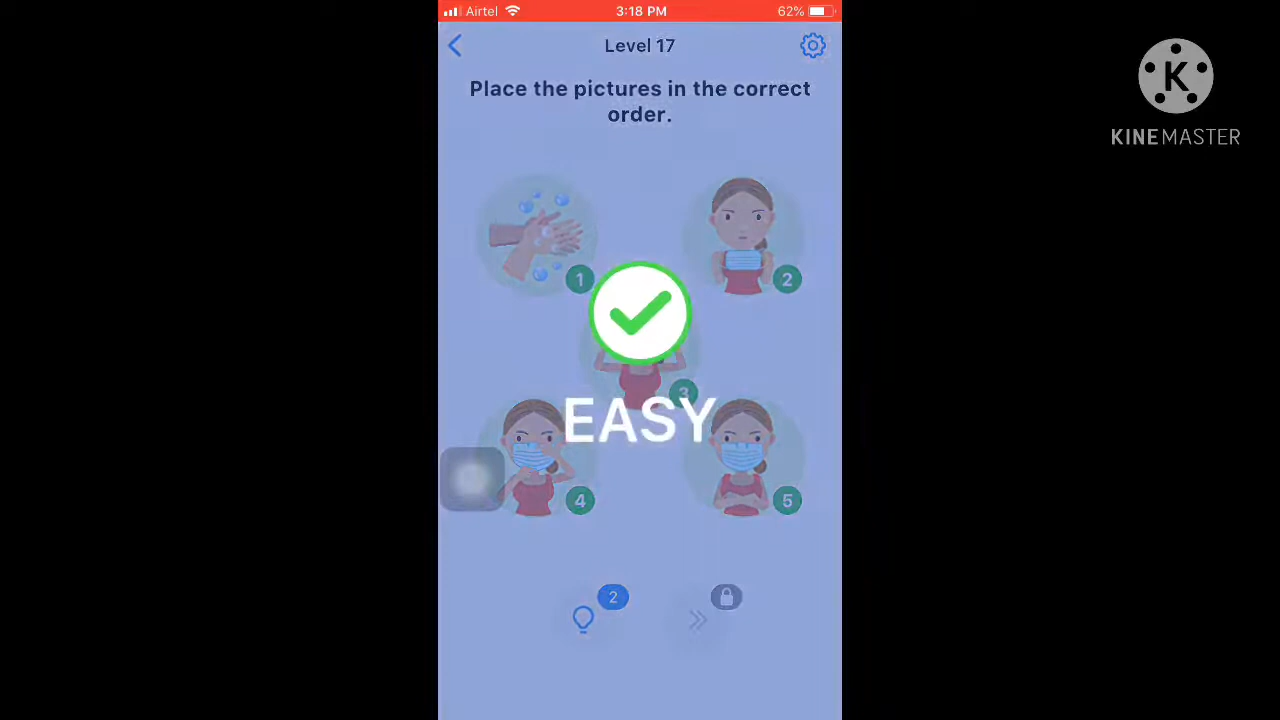 Airtel 3:18 PM 62%
Level 17
Place the pictures in the correct
order.
K
KINEMASTER
1
2
3
EASY
4
5
2